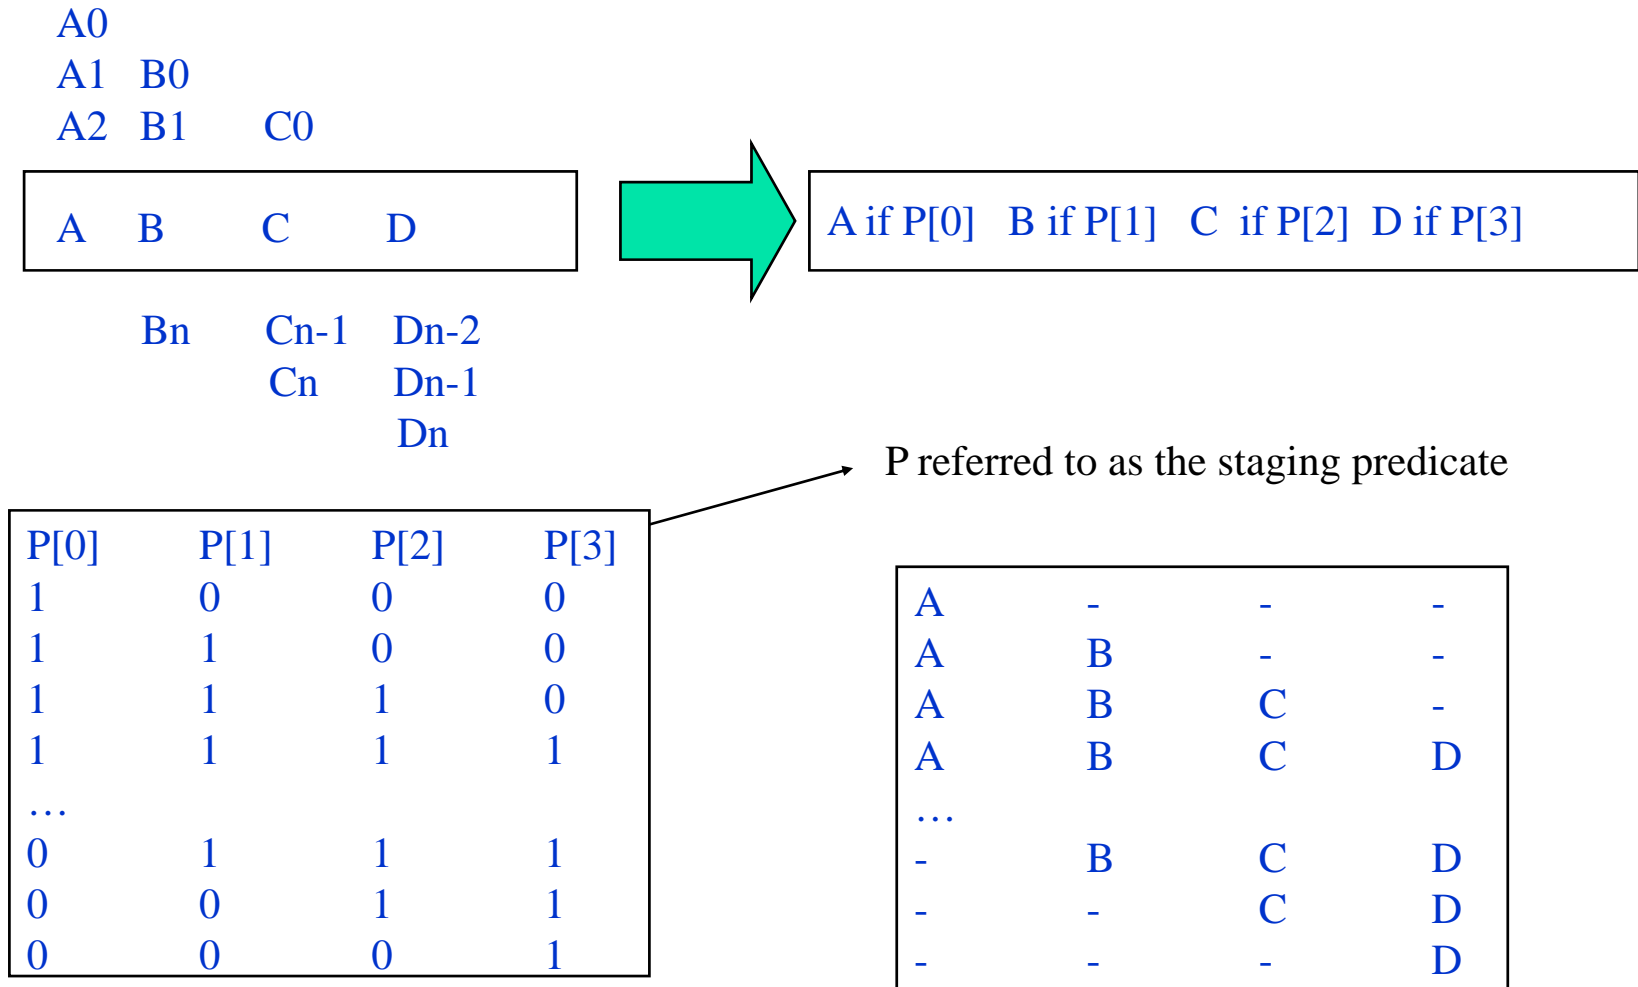 A0
A1 B0
A2 B1 C0
A B C D
A if P[0] B if P[1] C if P[2] D if P[3]
Bn Cn-1 Dn-2
Cn Dn-1
Dn
P referred to as the staging predicate
P[0] P[1] P[2] P[3]
1 0 0 0
1 1 0 0
1 1 1 0
1 1 1 1
…
0 1 1 1
0 0 1 1
0 0 0 1
A - - -
A B - -
A B C -
A B C D
…
- B C D
- - C D
- - - D